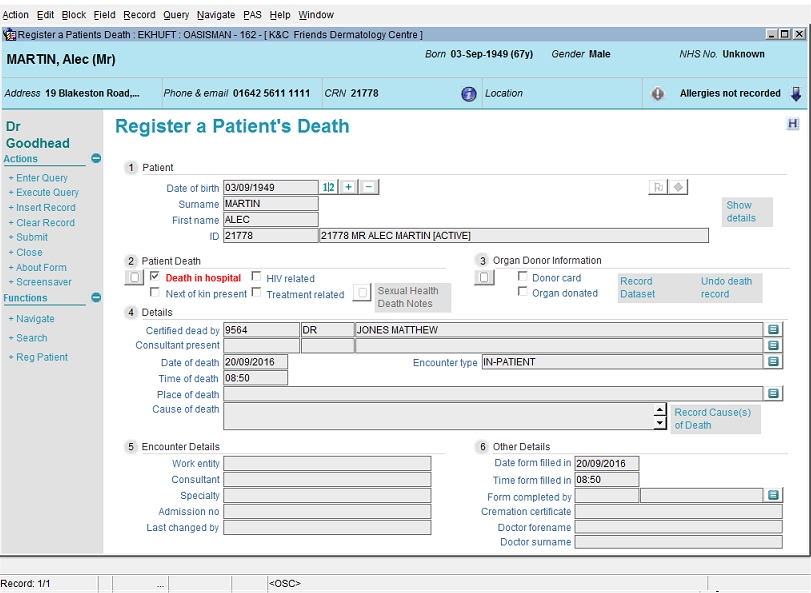 Action Edit Block Field Record Query Navigate PAS Help Window
Register a Patients Death : EKHUFT : OASISMAN - 162 - [ K&C Friends Dermatology Centre ]
MARTIN, Alec (Mr) Born 03-Sep-1949 (67y) Gender Male NHS No. Unknown
Address 19 Blakeston Road,... Phone & email 01642 5611 1111 CRN 21778 i Location Allergies not recorded
Dr
Goodhead
Actions
+ Enter Query
+ Execute Query
+ Insert Record
+ Clear Record
+ Submit
+ Close
+ About Form
+ Screensaver
Functions
+ Navigate
+ Search
+ Reg Patient
Register a Patient's Death H
1 Patient
Date of birth 03/09/1949 1|2 + −
Surname MARTIN
First name ALEC
ID 21778 21778 MR ALEC MARTIN [ACTIVE]
Show
details
2 Patient Death
Death in hospital HIV related
Next of kin present Treatment related
Sexual Health
Death Notes
3 Organ Donor Information
Donor card
Organ donated
Record
Dataset
Undo death
record
4 Details
Certified dead by 9564 DR JONES MATTHEW
Consultant present
Date of death 20/09/2016 Encounter type IN-PATIENT
Time of death 08:50
Place of death
Cause of death
Record Cause(s)
of Death
5 Encounter Details
Work entity
Consultant
Specialty
Admission no
Last changed by
6 Other Details
Date form filled in 20/09/2016
Time form filled in 08:50
Form completed by
Cremation certificate
Doctor forename
Doctor surname
Record: 1/1 ... <OSC>